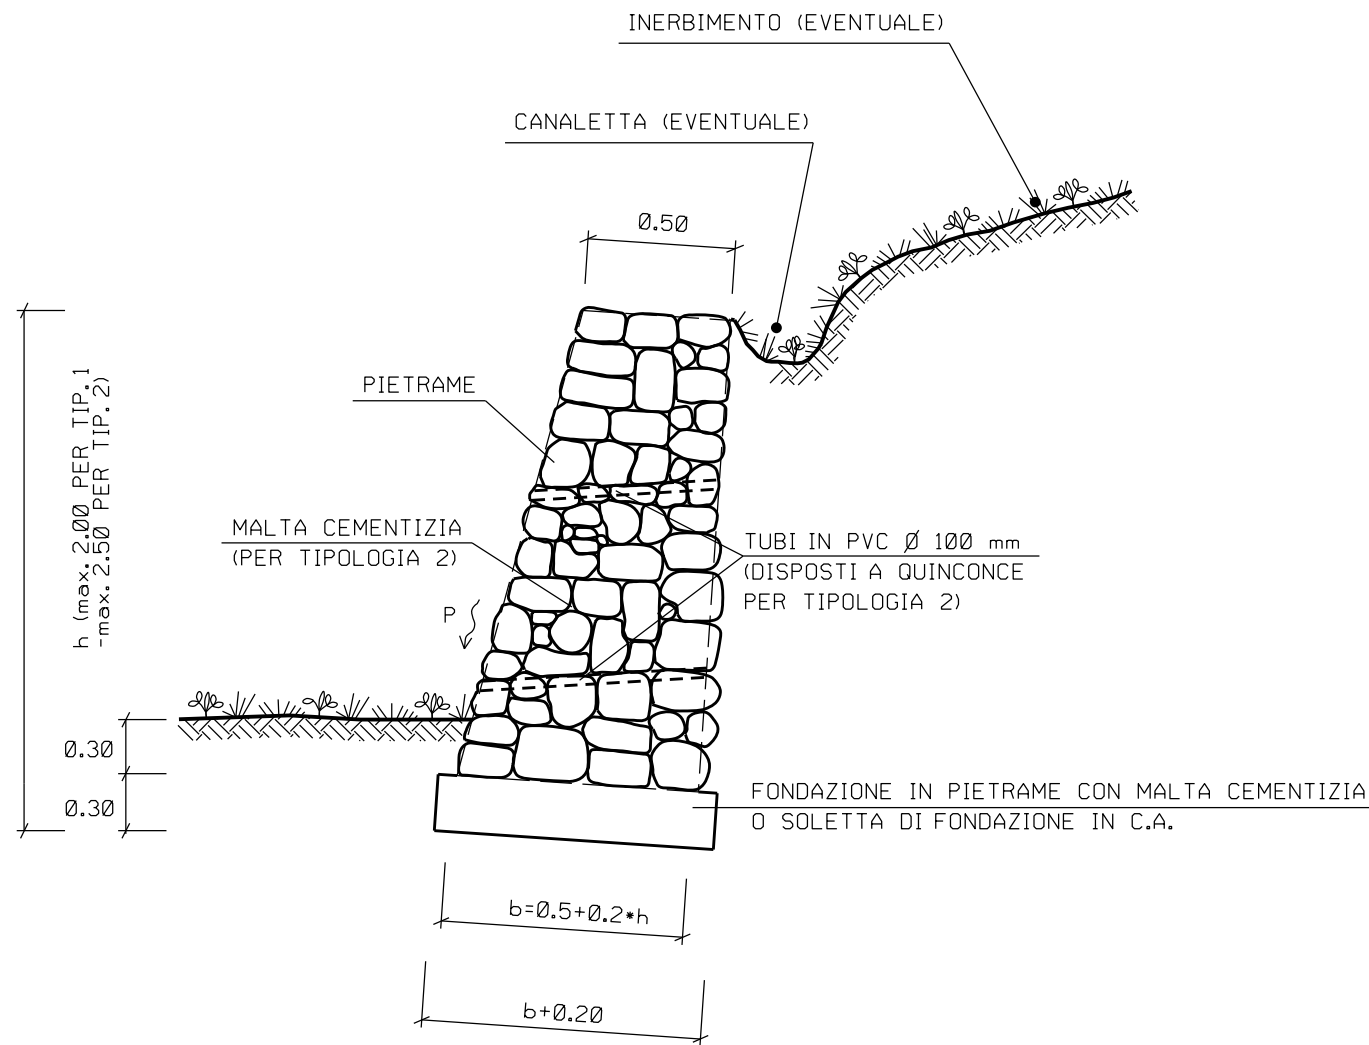 INERBIMENTO (EVENTUALE)
CANALETTA (EVENTUALE)
0.50
PIETRAME
h (max. 2.00 PER TIP. 1
-max. 2.50 PER TIP. 2)
MALTA CEMENTIZIA
(PER TIPOLOGIA 2)
TUBI IN PVC Ø 100 mm
(DISPOSTI A QUINCONCE
PER TIPOLOGIA 2)
P
0.30
0.30
FONDAZIONE IN PIETRAME CON MALTA CEMENTIZIA
O SOLETTA DI FONDAZIONE IN C.A.
b=0.5+0.2*h
b+0.20